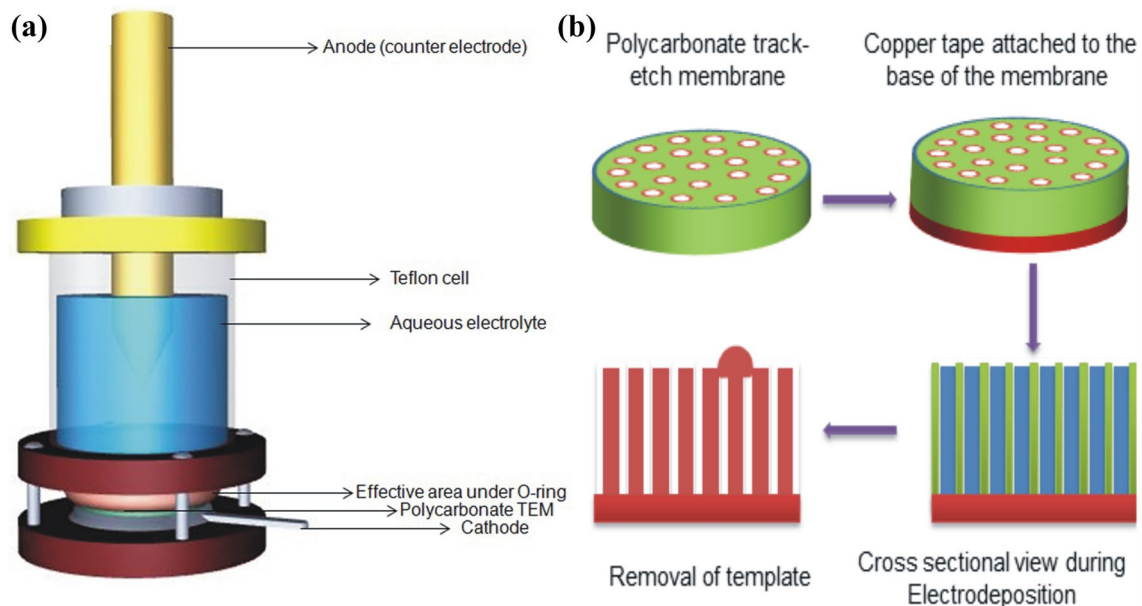 (a)
Anode (counter electrode)
Teflon cell
Aqueous electrolyte
Effective area under O-ring
Polycarbonate TEM
Cathode
(b)
Polycarbonate track-
etch membrane
Copper tape attached to the
base of the membrane
Removal of template
Cross sectional view during
Electrodeposition